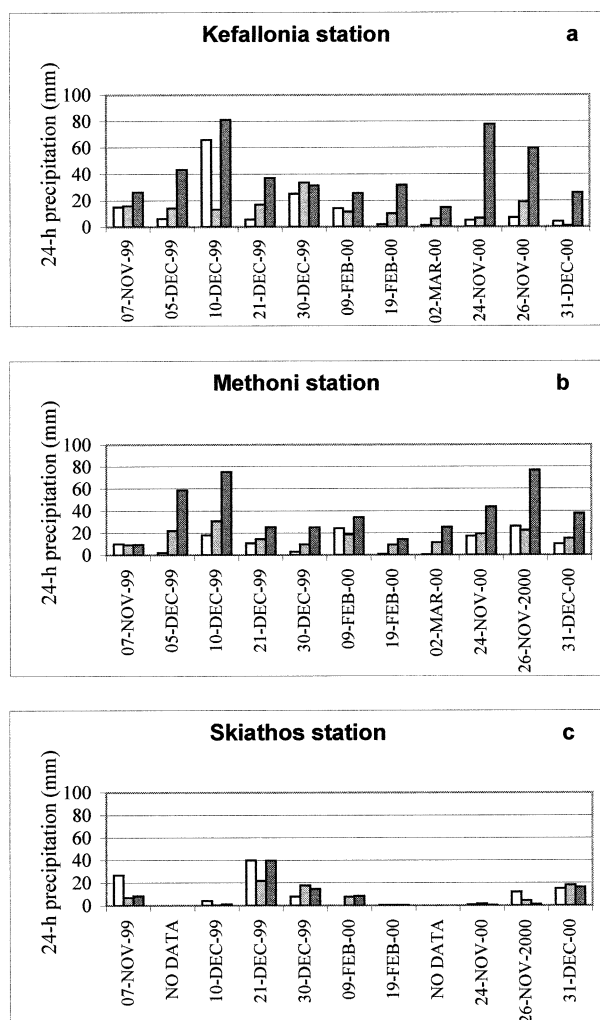 Kefallonia station a
24-h precipitation (mm)
100
80
60
40
20
0
07-NOV-99
05-DEC-99
10-DEC-99
21-DEC-99
30-DEC-99
09-FEB-00
19-FEB-00
02-MAR-00
24-NOV-00
26-NOV-00
31-DEC-00
Methoni station b
24-h precipitation (mm)
100
80
60
40
20
0
07-NOV-99
05-DEC-99
10-DEC-99
21-DEC-99
30-DEC-99
09-FEB-00
19-FEB-00
02-MAR-00
24-NOV-00
26-NOV-2000
31-DEC-00
Skiathos station c
24-h precipitation (mm)
100
80
60
40
20
0
07-NOV-99
NO DATA
10-DEC-99
21-DEC-99
30-DEC-99
09-FEB-00
19-FEB-00
NO DATA
24-NOV-00
26-NOV-2000
31-DEC-00